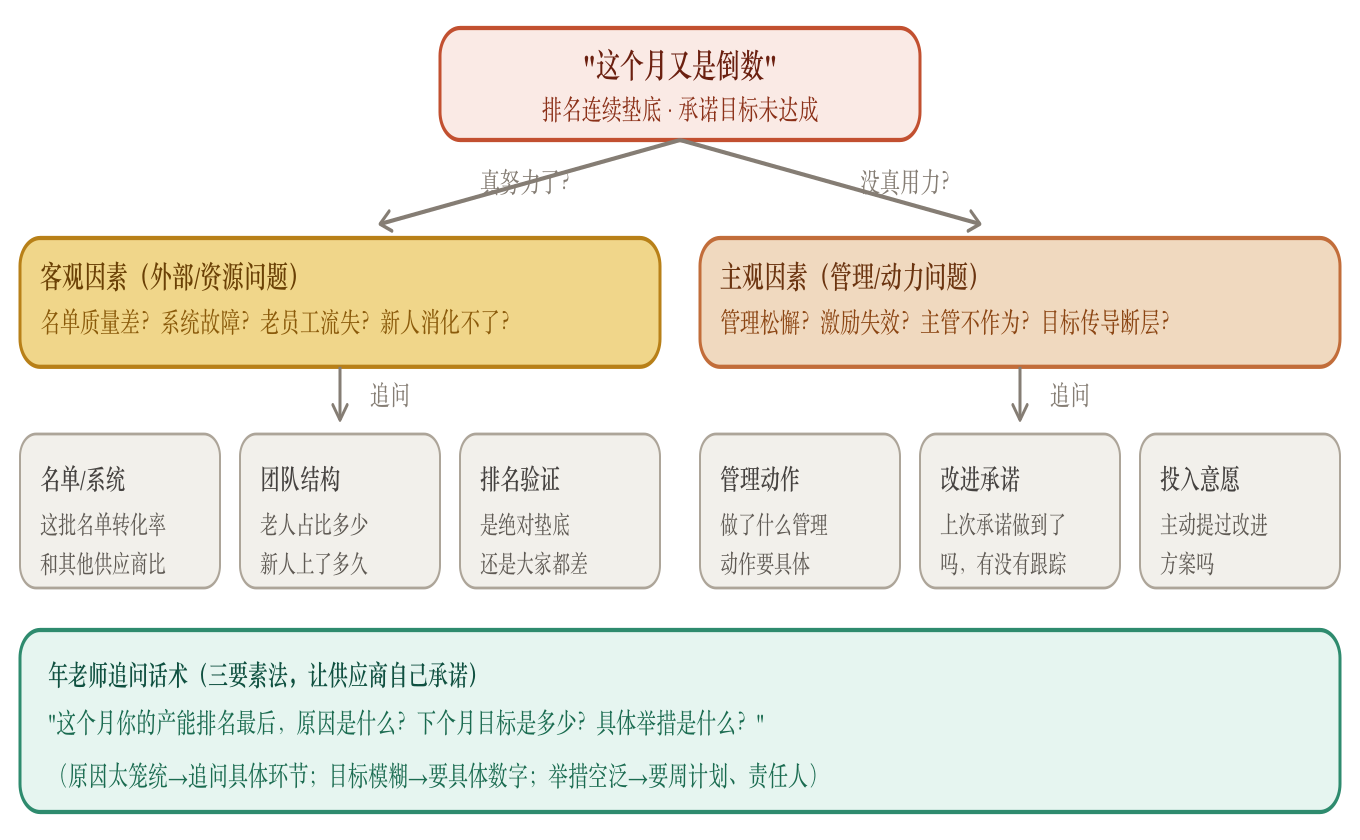 "这个月又是倒数"
排名连续垫底 · 承诺目标未达成
真努力了?
没真用力?
客观因素（外部/资源问题）
名单质量差？系统故障？老员工流失？新人消化不了？
主观因素（管理/动力问题）
管理松懈？激励失效？主管不作为？目标传导断层？
追问
追问
名单/系统
这批名单转化率
和其他供应商比
团队结构
老人占比多少
新人上了多久
排名验证
是绝对垫底
还是大家都差
管理动作
做了什么管理
动作要具体
改进承诺
上次承诺做到了
吗，有没有跟踪
投入意愿
主动提过改进
方案吗
年老师追问话术（三要素法，让供应商自己承诺）
"这个月你的产能排名最后，原因是什么？下个月目标是多少？具体举措是什么？"
（原因太笼统→追问具体环节；目标模糊→要具体数字；举措空泛→要周计划、责任人）